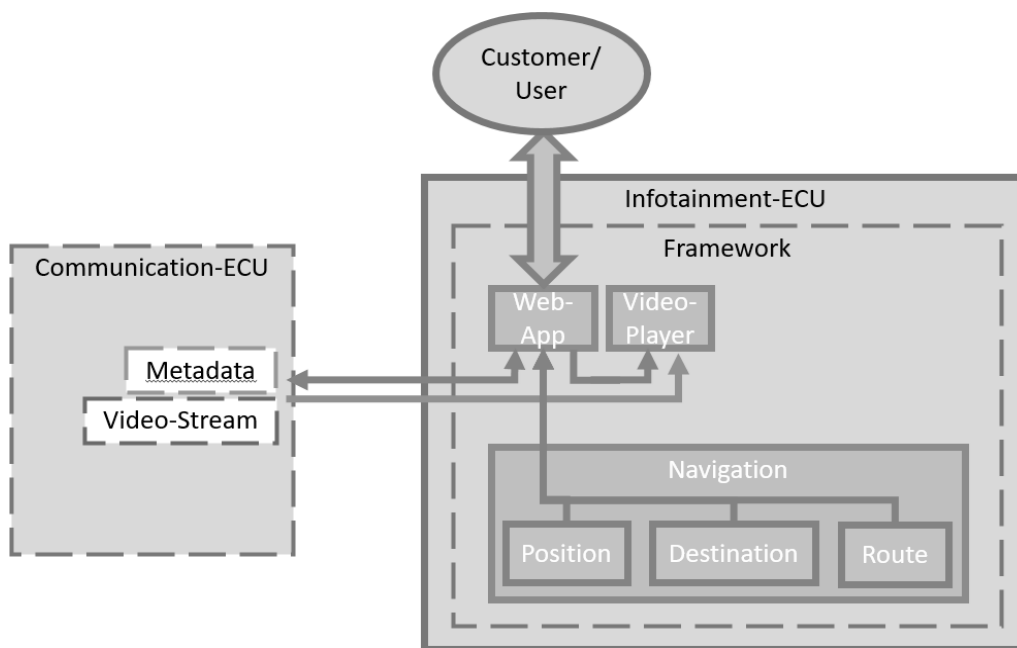 Customer/
User
Infotainment-ECU
Framework
Communication-ECU
Web-
App
Video-
Player
Metadata
Video-Stream
Navigation
Position
Destination
Route